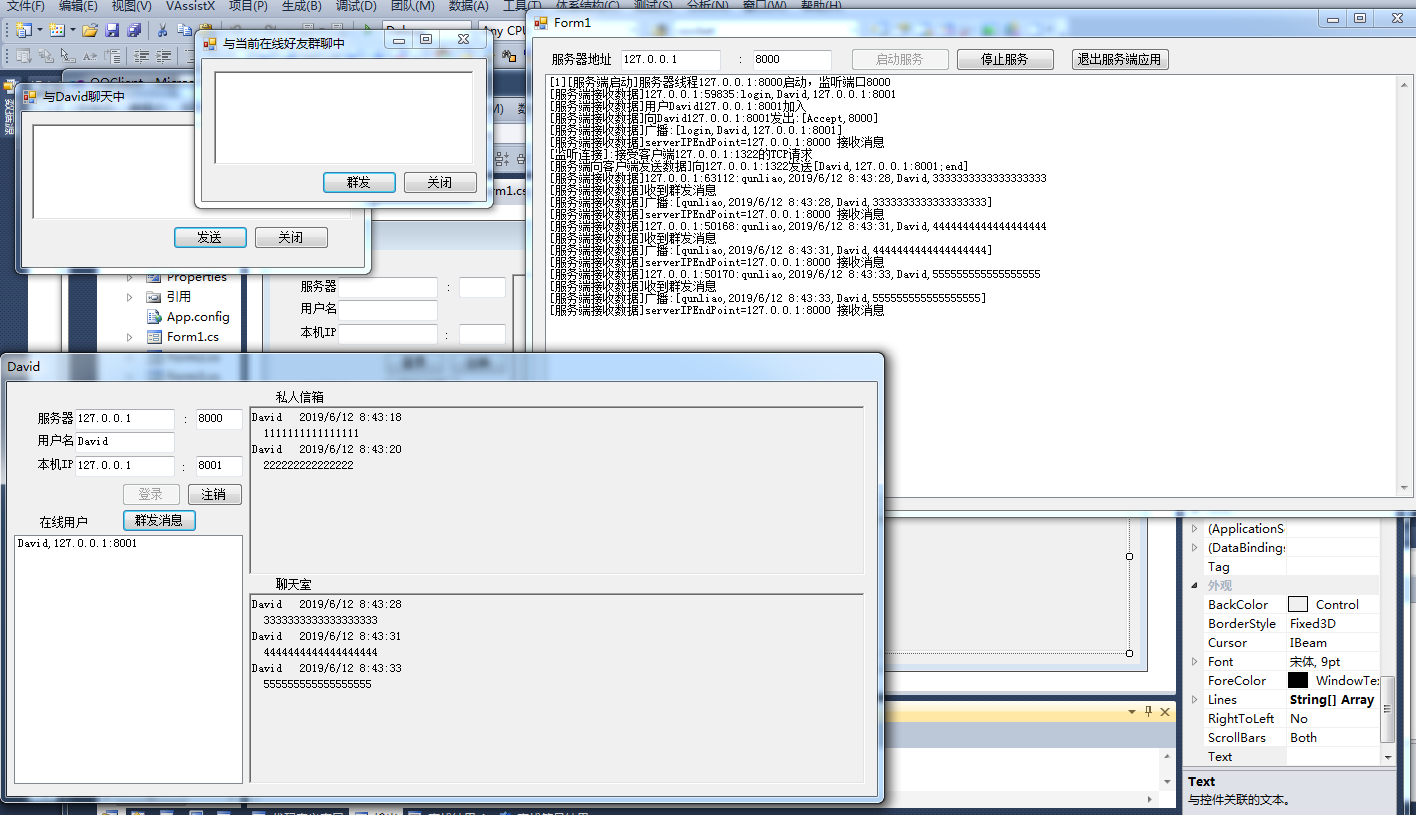 文件(F) 编辑(E) 视图(V) VAssistX 项目(P) 生成(B) 调试(D) 团队(M) 数据(A) 工具(T) 体系结构(C) 测试(S) 分析(N) 窗口(W) 帮助(H)
Any CPU
Form1
服务器地址 127.0.0.1 : 8000 启动服务 停止服务 退出服务端应用
[1][服务端启动]服务器线程127.0.0.1:8000启动,监听端口8000
[服务端接收数据]127.0.0.1:59835:login,David,127.0.0.1:8001
[服务端接收数据]用户David127.0.0.1:8001加入
[服务端接收数据]向David127.0.0.1:8001发出:[Accept,8000]
[服务端接收数据]广播:[login,David,127.0.0.1:8001]
[服务端接收数据]serverIPEndPoint=127.0.0.1:8000 接收消息
[监听连接].接受客户端127.0.0.1:1322的TCP请求
[服务端向客户端发送数据]向127.0.0.1:1322发送[David,127.0.0.1:8001;end]
[服务端接收数据]127.0.0.1:63112:qunliao,2019/6/12 8:43:28,David,3333333333333333333
[服务端接收数据]收到群发消息
[服务端接收数据]广播:[qunliao,2019/6/12 8:43:28,David,3333333333333333333]
[服务端接收数据]serverIPEndPoint=127.0.0.1:8000 接收消息
[服务端接收数据]127.0.0.1:50168:qunliao,2019/6/12 8:43:31,David,4444444444444444444
[服务端接收数据]收到群发消息
[服务端接收数据]广播:[qunliao,2019/6/12 8:43:31,David,4444444444444444444]
[服务端接收数据]serverIPEndPoint=127.0.0.1:8000 接收消息
[服务端接收数据]127.0.0.1:50170:qunliao,2019/6/12 8:43:33,David,555555555555555555
[服务端接收数据]收到群发消息
[服务端接收数据]广播:[qunliao,2019/6/12 8:43:33,David,555555555555555555]
[服务端接收数据]serverIPEndPoint=127.0.0.1:8000 接收消息
与当前在线好友群聊中
群发 关闭
与David聊天中
发送 关闭
数据源
Properties
引用
App.config
Form1.cs
服务器 :
用户名
本机IP :
David
服务器 127.0.0.1 : 8000
用户名 David
本机IP 127.0.0.1 : 8001
登录 注销
在线用户 群发消息
David,127.0.0.1:8001
私人信箱
David 2019/6/12 8:43:18
1111111111111111
David 2019/6/12 8:43:20
222222222222222
聊天室
David 2019/6/12 8:43:28
3333333333333333333
David 2019/6/12 8:43:31
4444444444444444444
David 2019/6/12 8:43:33
555555555555555555
(ApplicationS
(DataBindings
Tag
外观
BackColor Control
BorderStyle Fixed3D
Cursor IBeam
Font 宋体, 9pt
ForeColor WindowTe
Lines String[] Array
RightToLeft No
ScrollBars Both
Text
Text
与控件关联的文本。